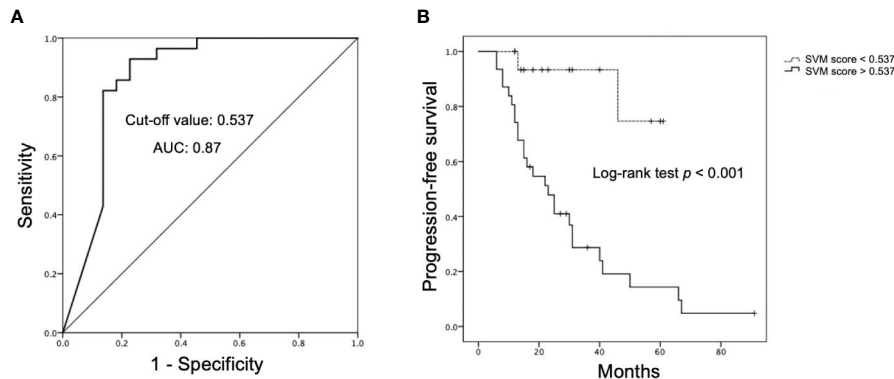 A
1.0
0.8
0.6
0.4
0.2
0.0
Sensitivity
Cut-off value: 0.537
AUC: 0.87
0.0 0.2 0.4 0.6 0.8 1.0
1 - Specificity
B
1.0
0.8
0.6
0.4
0.2
0.0
Progression-free survival
Log-rank test p < 0.001
0 20 40 60 80
Months
SVM score < 0.537
SVM score > 0.537